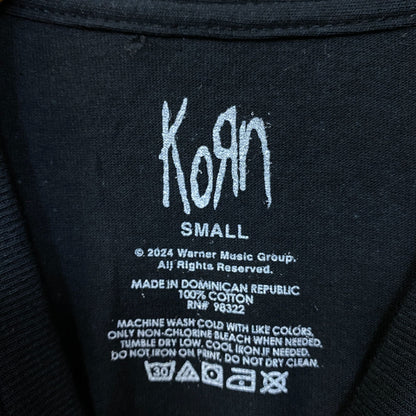 KoЯn
SMALL
© 2024 Warner Music Group.
All Rights Reserved.
MADE IN DOMINICAN REPUBLIC
100% COTTON
RN# 98322
MACHINE WASH COLD WITH LIKE COLORS,
ONLY NON-CHLORINE BLEACH WHEN NEEDED,
TUMBLE DRY LOW, COOL IRON IF NEEDED
DO NOT IRON ON PRINT, DO NOT DRY CLEAN.
30